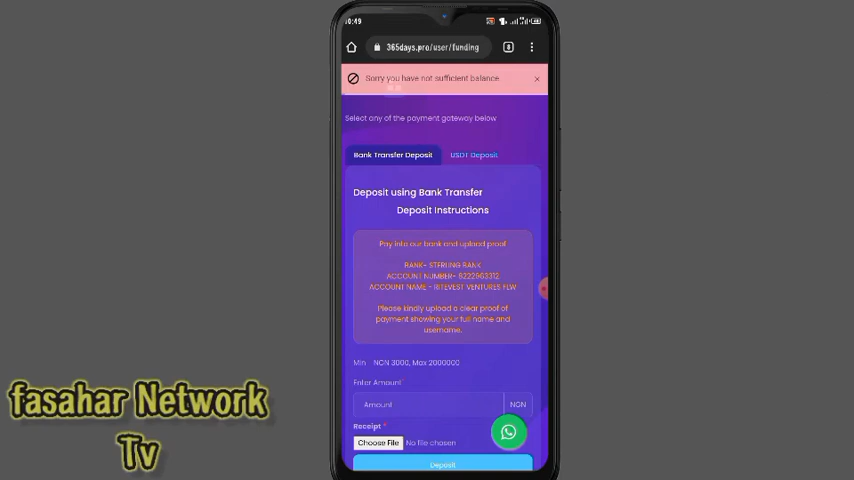 10:49
365days.pro/user/funding
8
Sorry you have not sufficient balance
×
Select any of the payment gateway below
Bank Transfer Deposit
USDT Deposit
Deposit using Bank Transfer
Deposit Instructions
Pay into our bank and upload proof
BANK- STERLING BANK
ACCOUNT NUMBER- 8222963312
ACCOUNT NAME - RITEVEST VENTURES FLW
Please kindly upload a clear proof of
payment showing your full name and
username.
Min NGN 3000, Max 2000000
Enter Amount*
Amount
NGN
Receipt *
Choose File No file chosen
Deposit
fasahar Network
Tv